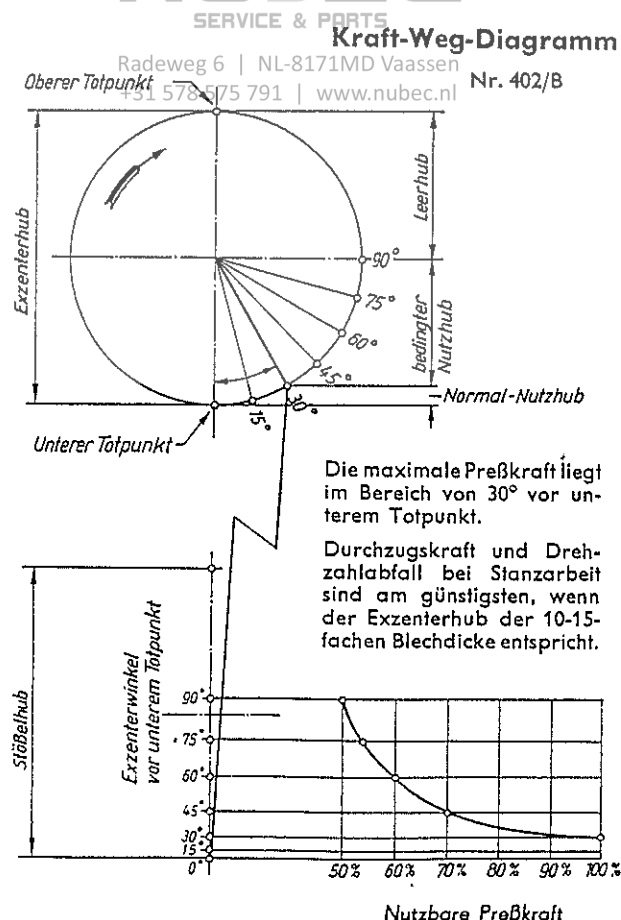 SERVICE & PARTS
Kraft-Weg-Diagramm
Radeweg 6 | NL-8171MD Vaassen
Nr. 402/B
+31 578 575 791 | www.nubec.nl
Oberer Totpunkt
Exzenterhub
Leerhub
90°
75°
60°
45°
30°
15°
bedingter
Nutzhub
Normal-Nutzhub
Unterer Totpunkt
Die maximale Preßkraft liegt
im Bereich von 30° vor un-
terem Totpunkt.
Durchzugskraft und Dreh-
zahlabfall bei Stanzarbeit
sind am günstigsten, wenn
der Exzenterhub der 10-15-
fachen Blechdicke entspricht.
Stößelhub
Exzenterwinkel
vor unterem Totpunkt
90°
75°
60°
45°
30°
15°
0°
50% 60% 70% 80% 90% 100%
Nutzbare Preßkraft